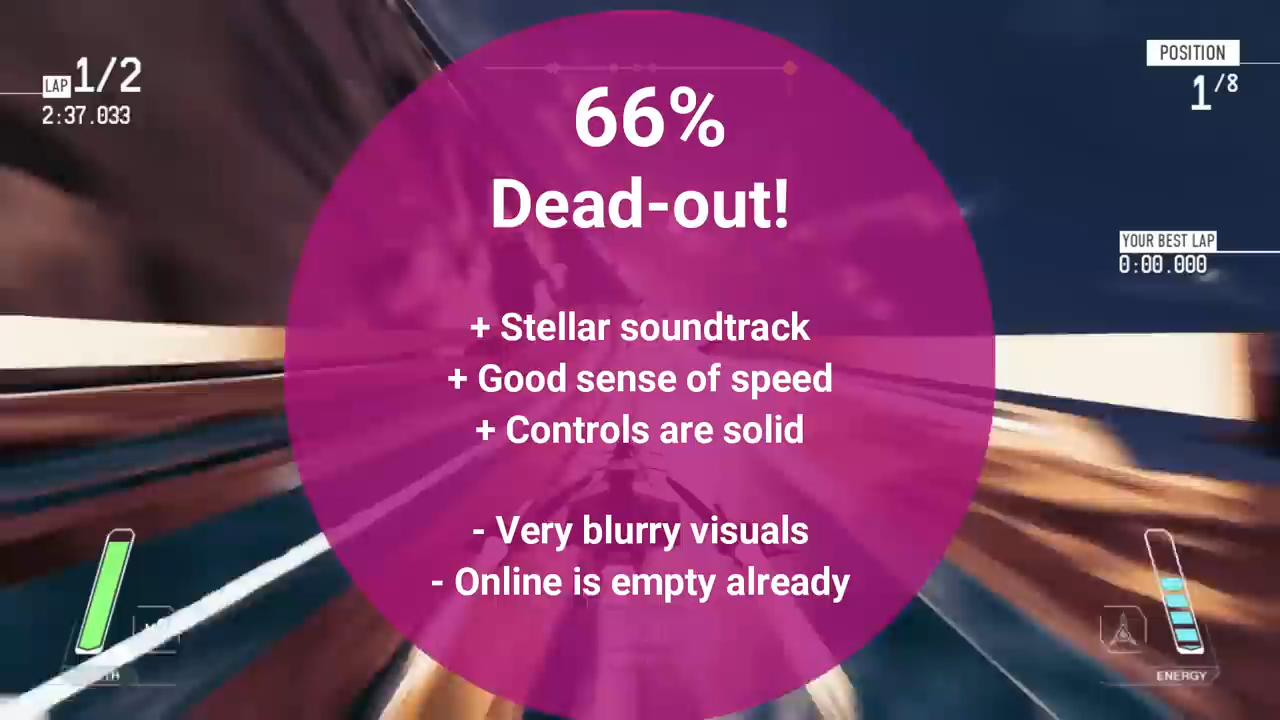 LAP 1/2
2:37.033
POSITION
1/8
66%
Dead-out!
YOUR BEST LAP
0:00.000
+ Stellar soundtrack
+ Good sense of speed
+ Controls are solid
- Very blurry visuals
- Online is empty already
ENERGY